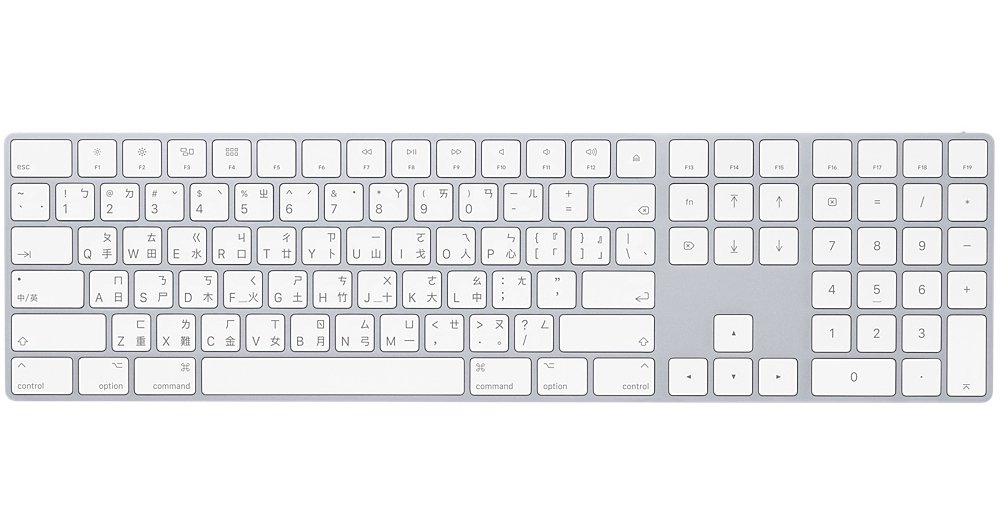 esc F1 F2 F3 F4 F5 F6 F7 F8 F9 F10 F11 F12 F13 F14 F15 F16 F17 F18 F19
~ ! ㄅ @ ㄉ # ˇ $ ˋ % ㄓ ^ ˊ & ˙ * ㄚ ( ㄞ ) ㄢ – ㄦ +
` · 1 2 3 4 5 6 7 8 9 0 - = fn = / *
ㄆ ㄊ ㄍ ㄐ ㄔ ㄗ ㄧ ㄛ ㄟ ㄣ { 『 } 』 |
Q 手 W 田 E 水 R 口 T 廿 Y 卜 U 山 I 戈 O 人 P 心 [ 「 ] 」 \ 、 7 8 9 –
• ㄇ ㄋ ㄎ ㄑ ㄕ ㄘ ㄨ ㄜ ㄠ : ㄤ "
中/英 A 日 S 尸 D 木 F 火 G 土 H 竹 J 十 K 大 L 中 ; ; ' , 4 5 6 +
ㄈ ㄌ ㄏ ㄒ ㄖ ㄙ ㄩ < ㄝ > ㄡ ? ㄥ
Z 重 X 難 C 金 V 女 B 月 N 弓 M 一 , , . 。 / 1 2 3
control option command command option control 0 .